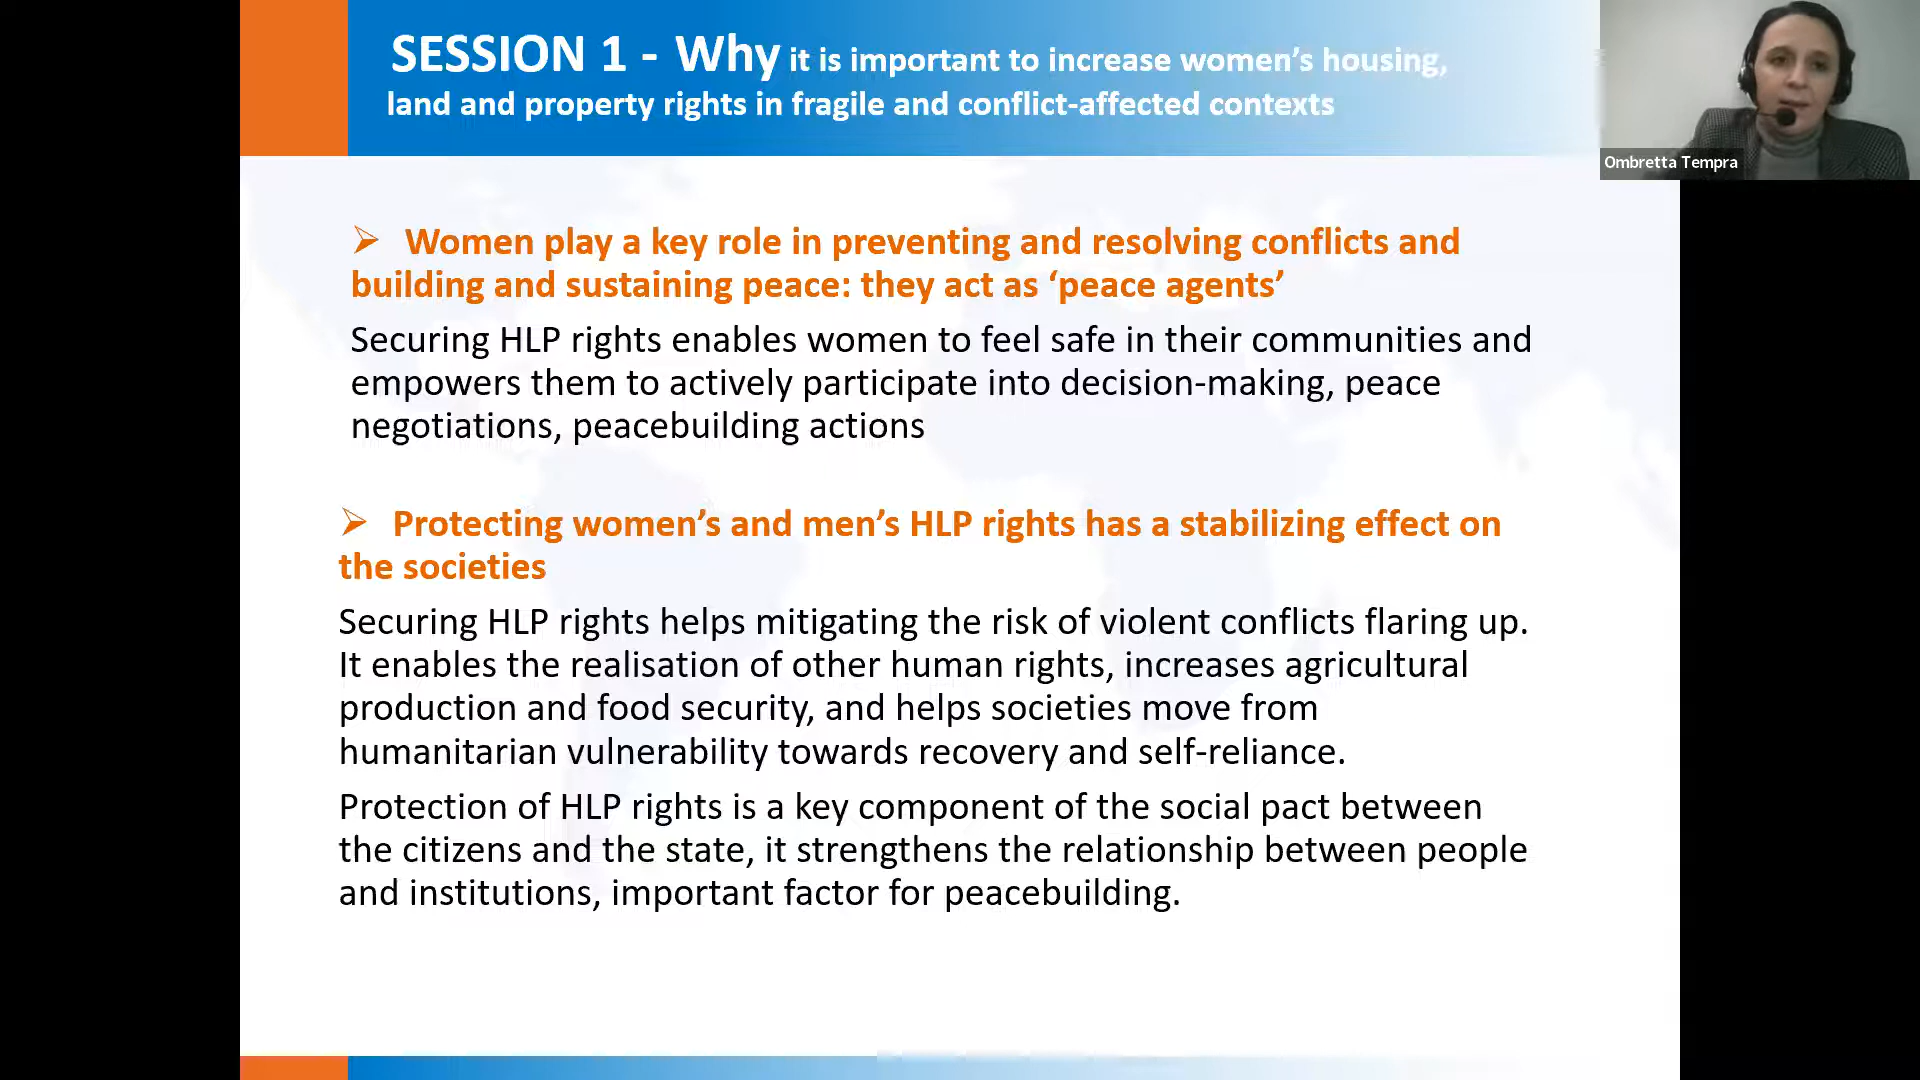 SESSION 1 - Why it is important to increase women’s housing,
land and property rights in fragile and conflict-affected contexts
Ombretta Tempra
➢ Women play a key role in preventing and resolving conflicts and
building and sustaining peace: they act as ‘peace agents’
Securing HLP rights enables women to feel safe in their communities and
empowers them to actively participate into decision-making, peace
negotiations, peacebuilding actions
➢ Protecting women’s and men’s HLP rights has a stabilizing effect on
the societies
Securing HLP rights helps mitigating the risk of violent conflicts flaring up.
It enables the realisation of other human rights, increases agricultural
production and food security, and helps societies move from
humanitarian vulnerability towards recovery and self-reliance.
Protection of HLP rights is a key component of the social pact between
the citizens and the state, it strengthens the relationship between people
and institutions, important factor for peacebuilding.